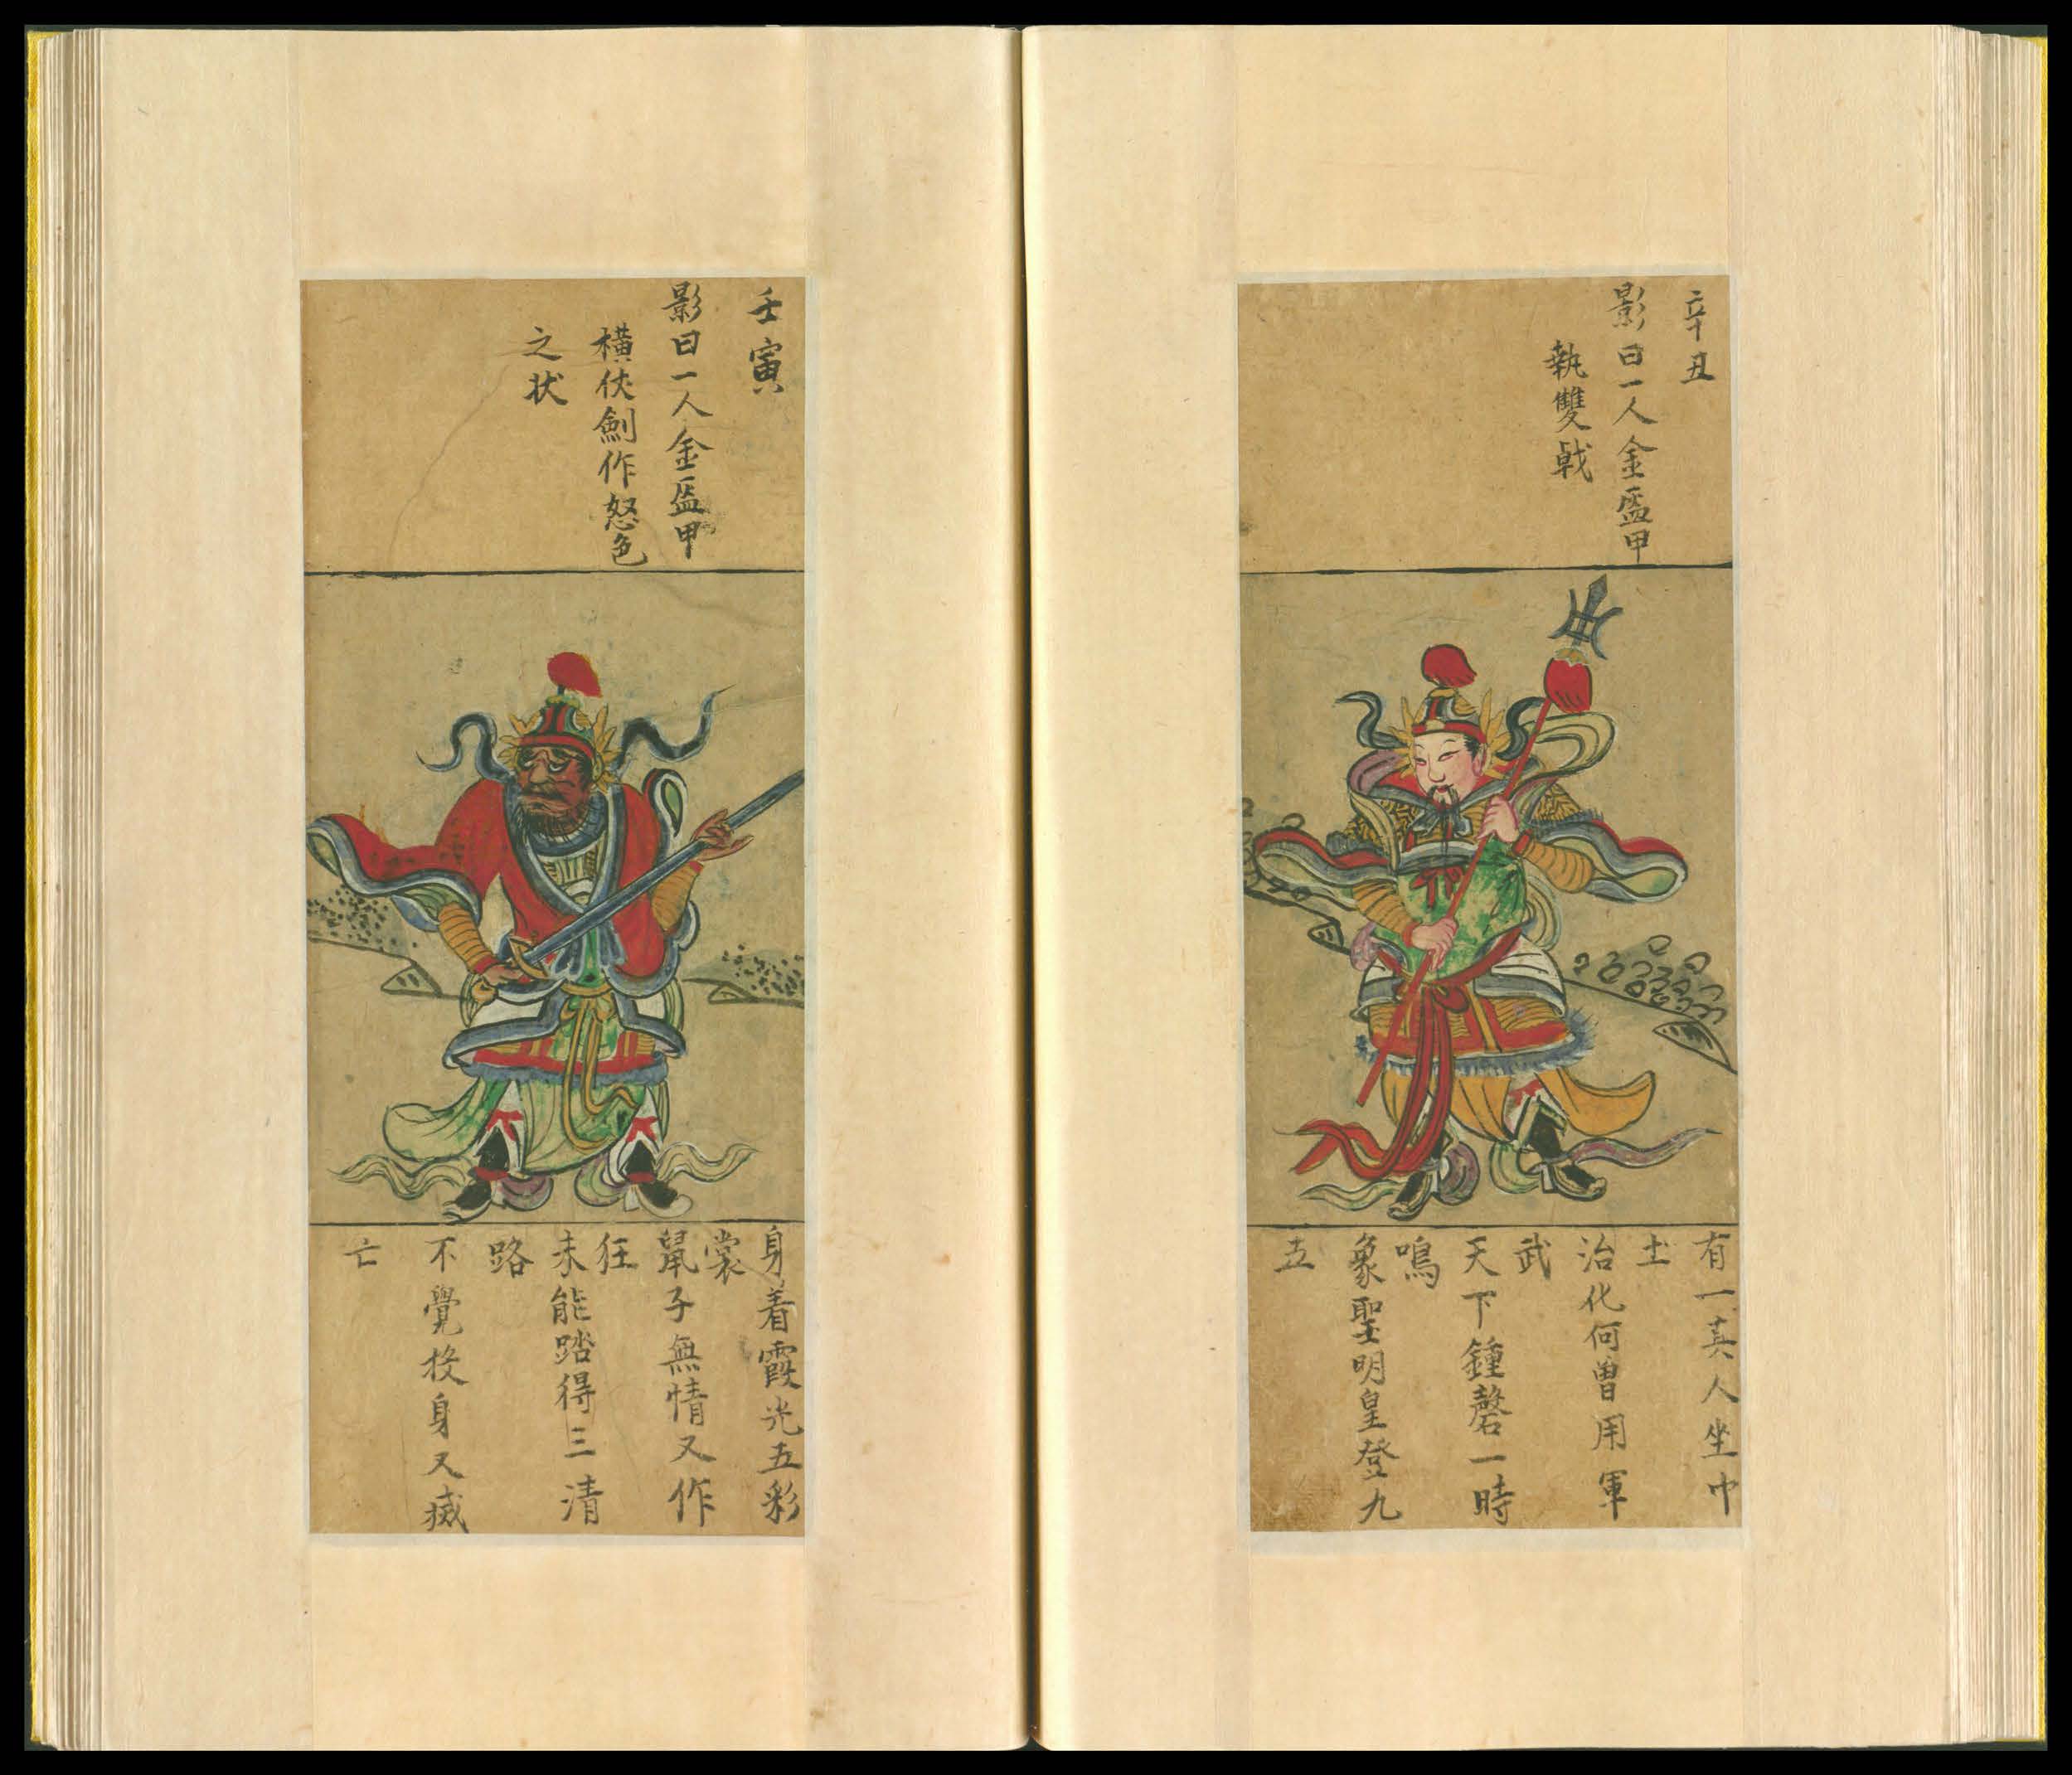 辛丑
影曰一人金盔甲
執雙戟
有一真人坐中
土
治化何曾用軍
武
天下鍾磬一時
鳴
象聖明皇登九
五
壬寅
影曰一人金盔甲
橫仗劍作怒色
之状
身着霞光五彩
裳
鼠子無情又作
狂
未能踏得三清
路
不覺投身又滅
亡